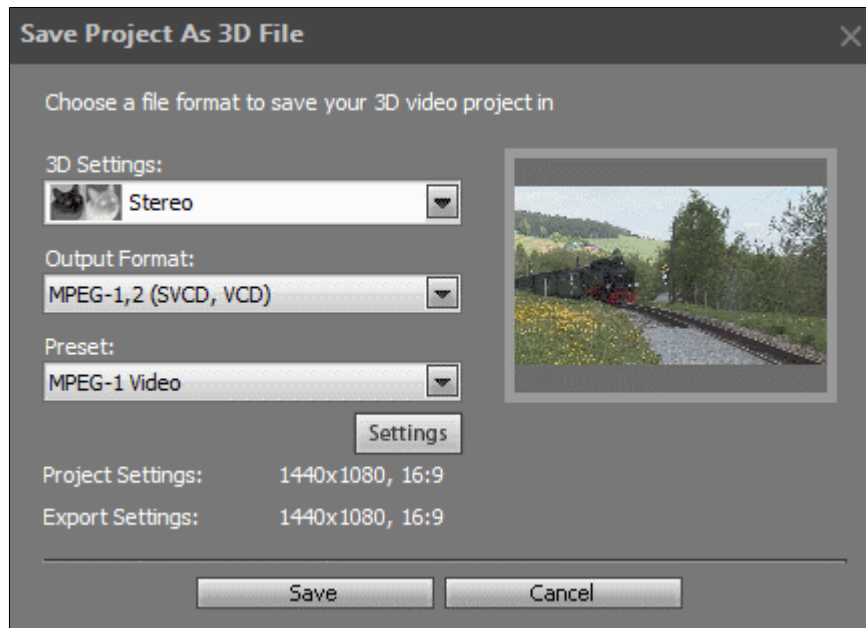 Save Project As 3D File
Choose a file format to save your 3D video project in
3D Settings:
Stereo
Output Format:
MPEG-1,2 (SVCD, VCD)
Preset:
MPEG-1 Video
Settings
Project Settings: 1440x1080, 16:9
Export Settings: 1440x1080, 16:9
Save Cancel